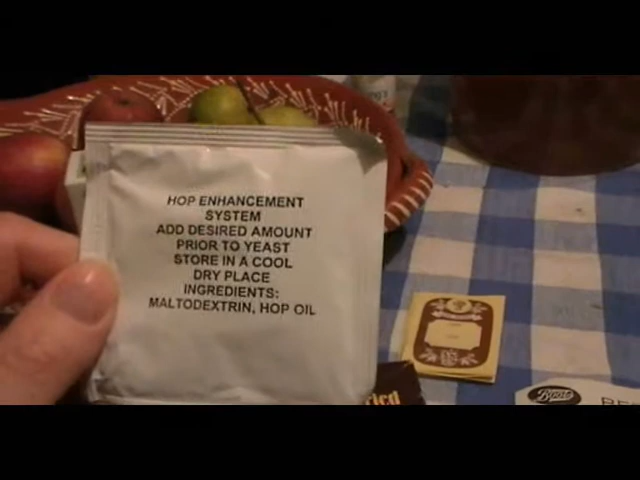 HOP ENHANCEMENT
SYSTEM
ADD DESIRED AMOUNT
PRIOR TO YEAST
STORE IN A COOL
DRY PLACE
INGREDIENTS:
MALTODEXTRIN, HOP OIL
Boots